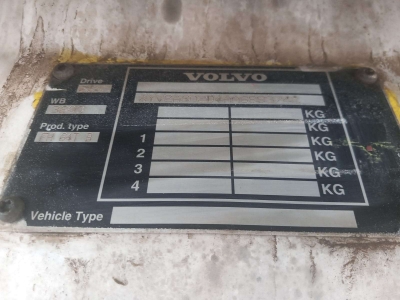 VOLVO
Drive
WB
Prod. type
KG
KG
1 KG
2 KG
3 KG
4 KG
Vehicle Type